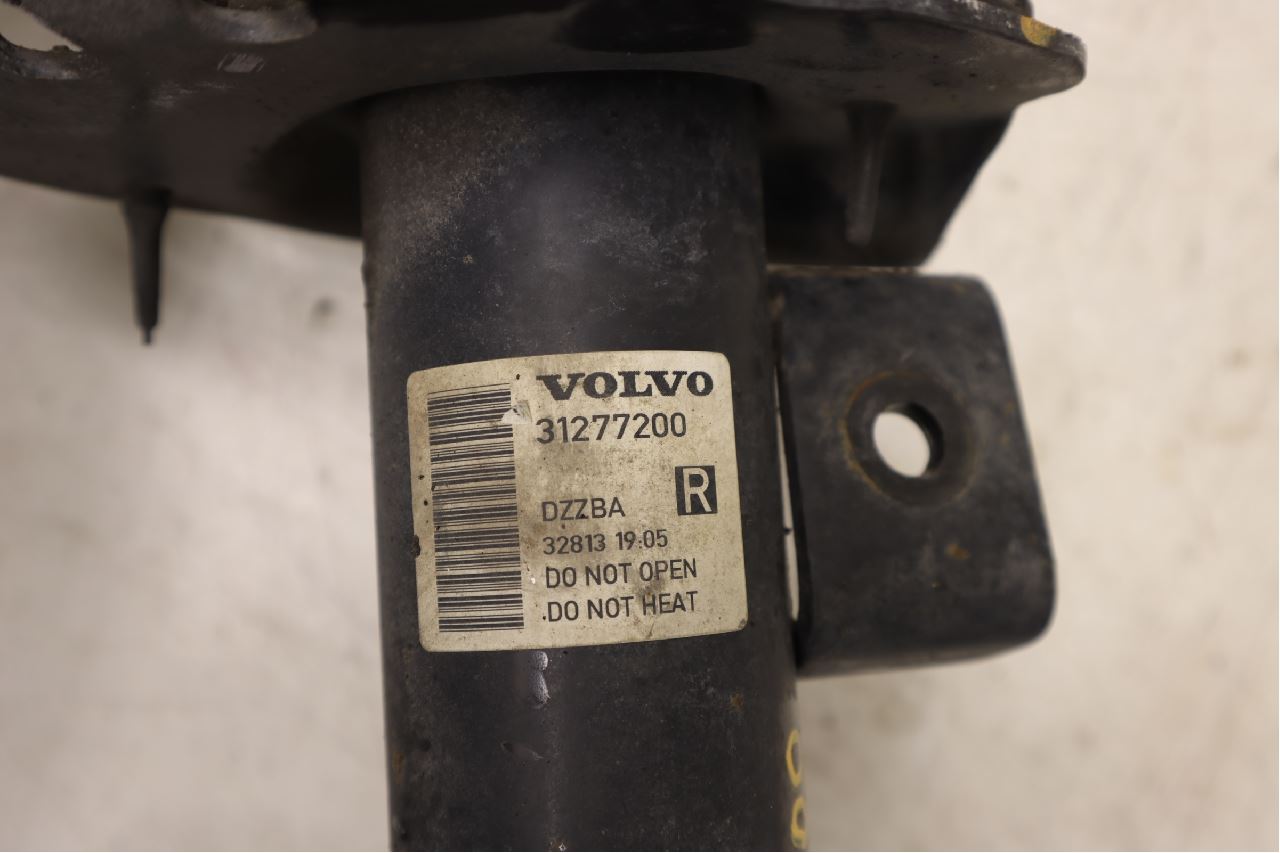 VOLVO
31277200
R
DZZBA
32813 19:05
DO NOT OPEN
DO NOT HEAT